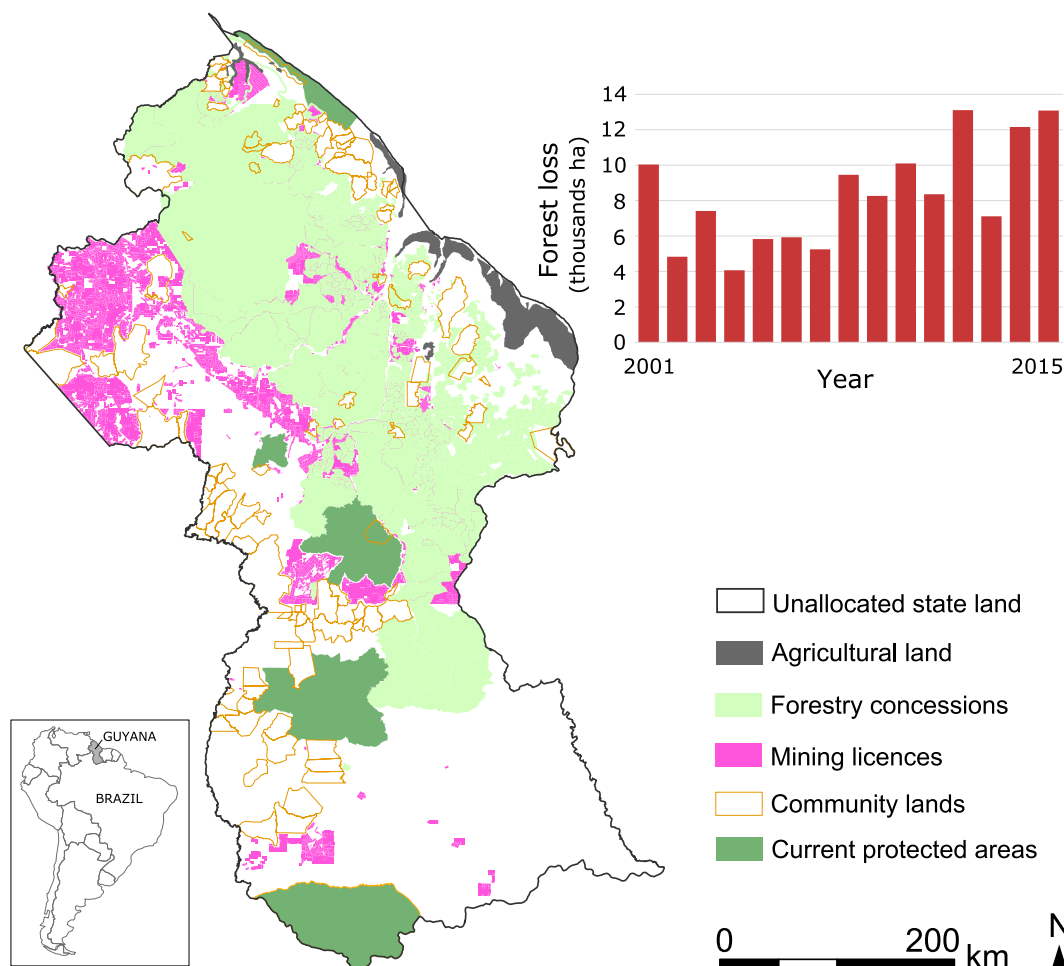 14
12
10
8
6
4
2
0
Forest loss
(thousands ha)
2001
2015
Year
Unallocated state land
Agricultural land
Forestry concessions
Mining licences
Community lands
Current protected areas
GUYANA
BRAZIL
0
200
km
N